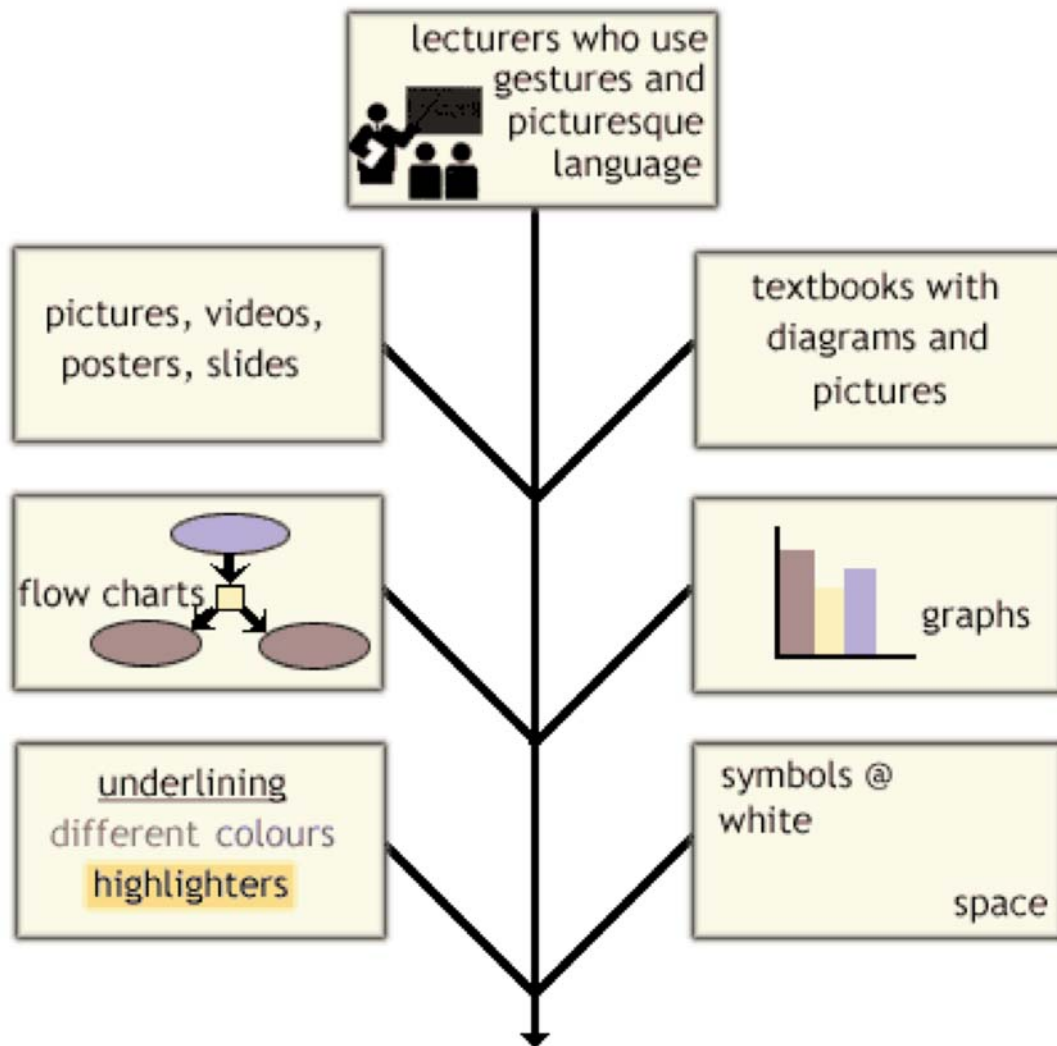 lecturers who use
gestures and
picturesque
language
pictures, videos,
posters, slides
textbooks with
diagrams and
pictures
flow charts
graphs
underlining
different colours
highlighters
symbols @
white
space